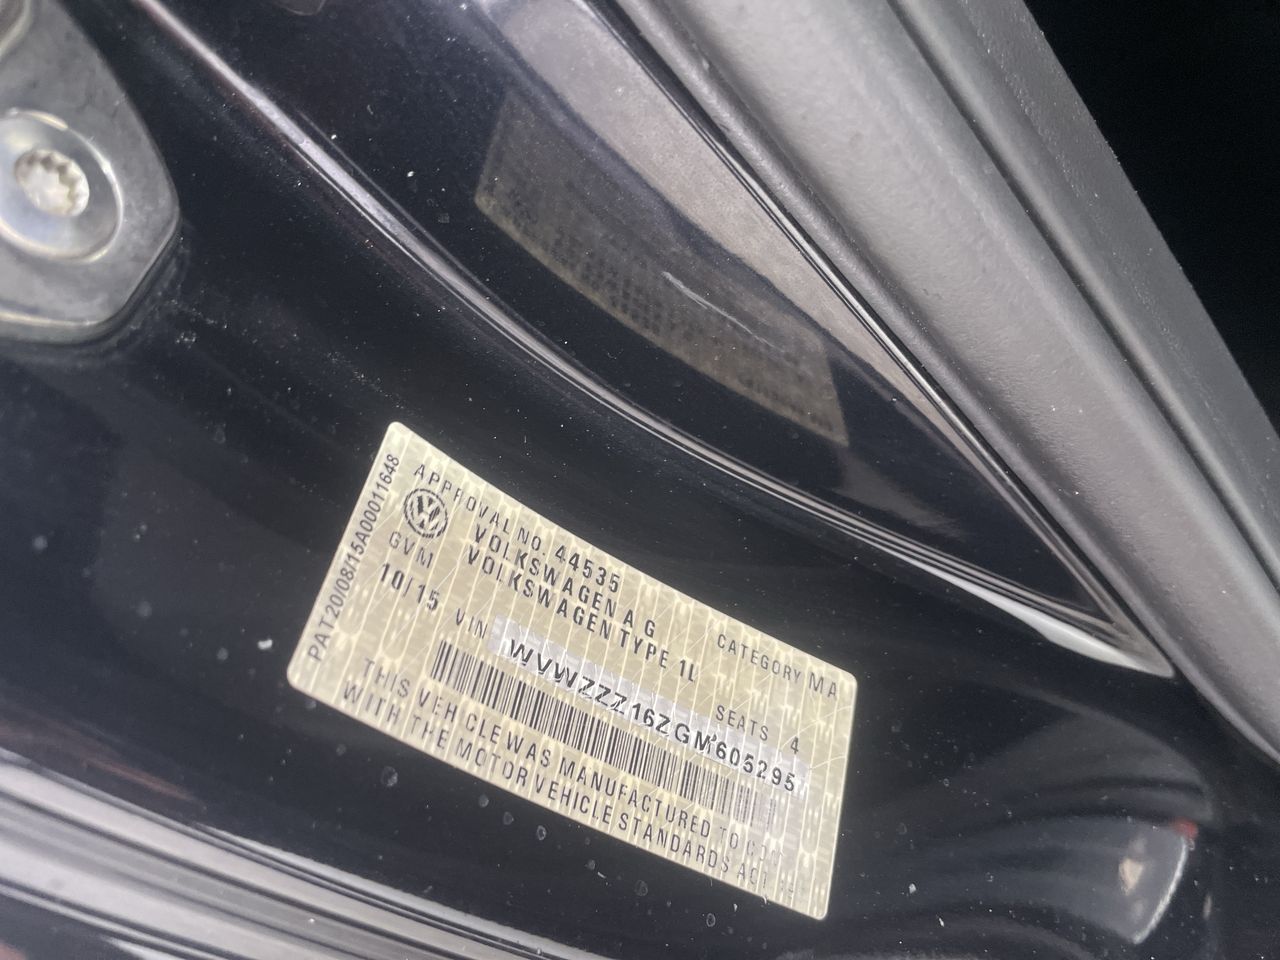 PAT20/08/15A00011648
APPROVAL NO. 44535
VOLKSWAGEN A G CATEGORY MA
GVM VOLKSWAGEN TYPE 1L
10/15 SEATS 4
VIN WVWZZZ16ZGM605295
THIS VEHICLE WAS MANUFACTURED TO
WITH THE MOTOR VEHICLE STANDARDS ACT